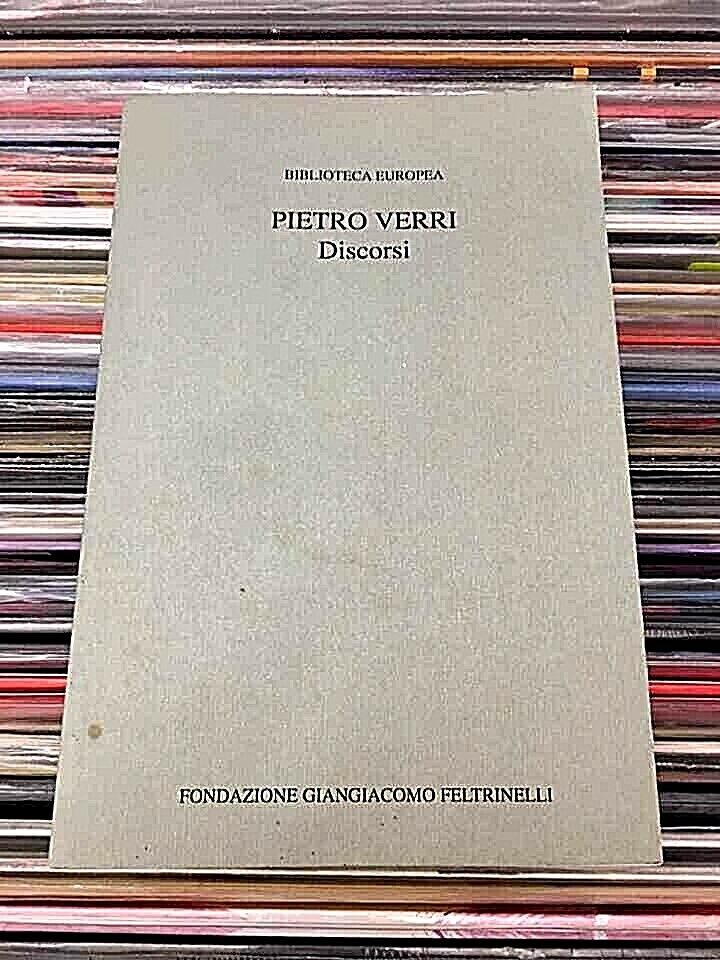 BIBLIOTECA EUROPEA
PIETRO VERRI
Discorsi
FONDAZIONE GIANGIACOMO FELTRINELLI